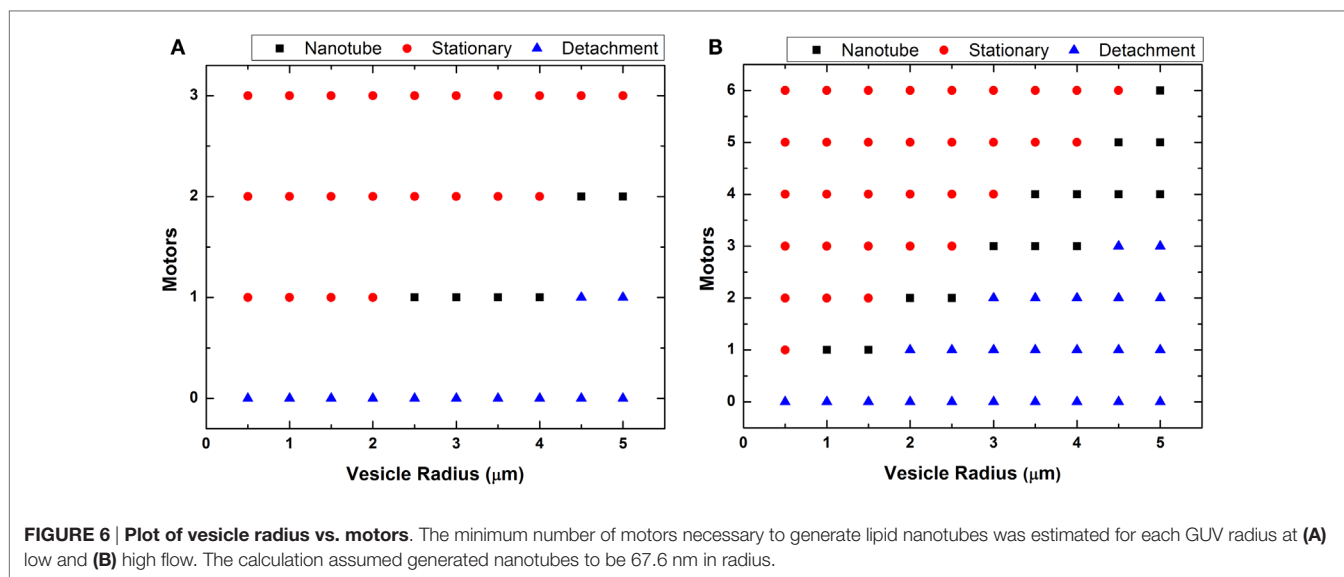 A
Nanotube Stationary Detachment
3
2
1
0
Motors
0 1 2 3 4 5
Vesicle Radius (μm)
B
Nanotube Stationary Detachment
6
5
4
3
2
1
0
Motors
0 1 2 3 4 5
Vesicle Radius (μm)
FIGURE 6 | Plot of vesicle radius vs. motors. The minimum number of motors necessary to generate lipid nanotubes was estimated for each GUV radius at (A)
low and (B) high flow. The calculation assumed generated nanotubes to be 67.6 nm in radius.